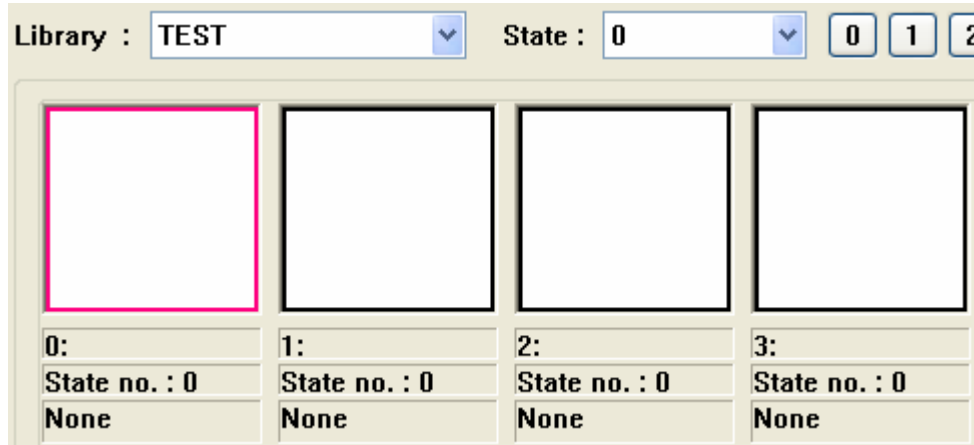 Library : TEST State : 0 0 1 2
0: 1: 2: 3:
State no. : 0 State no. : 0 State no. : 0 State no. : 0
None None None None